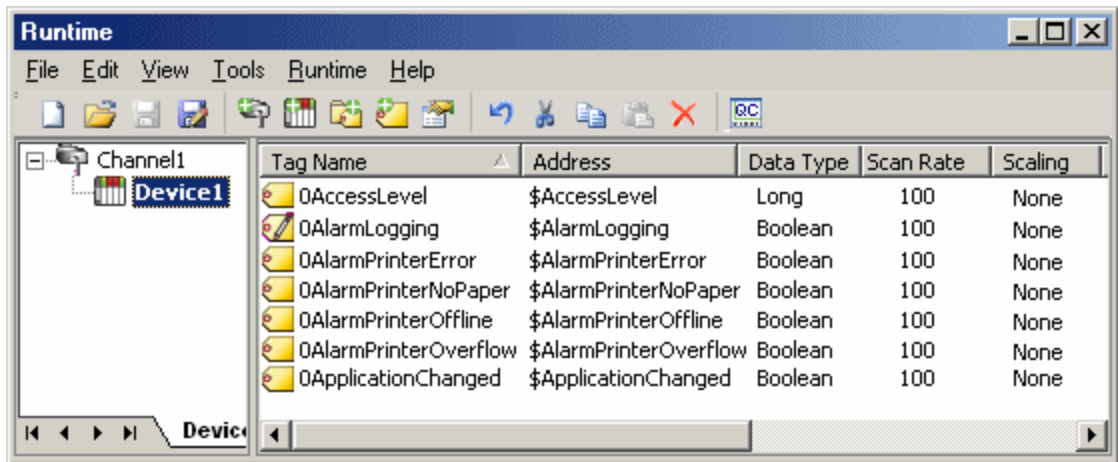 Runtime
File Edit View Tools Runtime Help
QC
Channel1
Device1
Tag Name Address Data Type Scan Rate Scaling
0AccessLevel $AccessLevel Long 100 None
0AlarmLogging $AlarmLogging Boolean 100 None
0AlarmPrinterError $AlarmPrinterError Boolean 100 None
0AlarmPrinterNoPaper $AlarmPrinterNoPaper Boolean 100 None
0AlarmPrinterOffline $AlarmPrinterOffline Boolean 100 None
0AlarmPrinterOverflow $AlarmPrinterOverflow Boolean 100 None
0ApplicationChanged $ApplicationChanged Boolean 100 None
Device